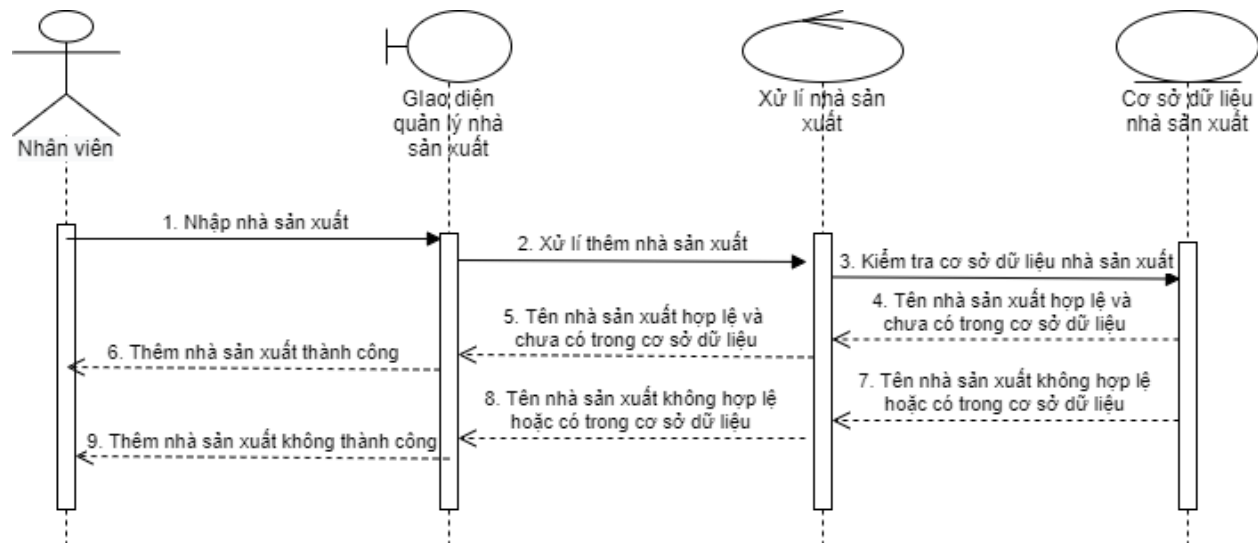 Nhân viên
GIao diện
quản lý nhà
sản xuất
Xử lí nhà sản
xuất
Cơ sở dữ liệu
nhà sản xuất
1. Nhập nhà sản xuất
2. Xử lí thêm nhà sản xuất
3. Kiểm tra cơ sở dữ liệu nhà sản xuất
4. Tên nhà sản xuất hợp lệ và
chưa có trong cơ sở dữ liệu
5. Tên nhà sản xuất hợp lệ và
chưa có trong cơ sở dữ liệu
6. Thêm nhà sản xuất thành công
7. Tên nhà sản xuất không hợp lệ
hoặc có trong cơ sở dữ liệu
8. Tên nhà sản xuất không hợp lệ
hoặc có trong cơ sở dữ liệu
9. Thêm nhà sản xuất không thành công